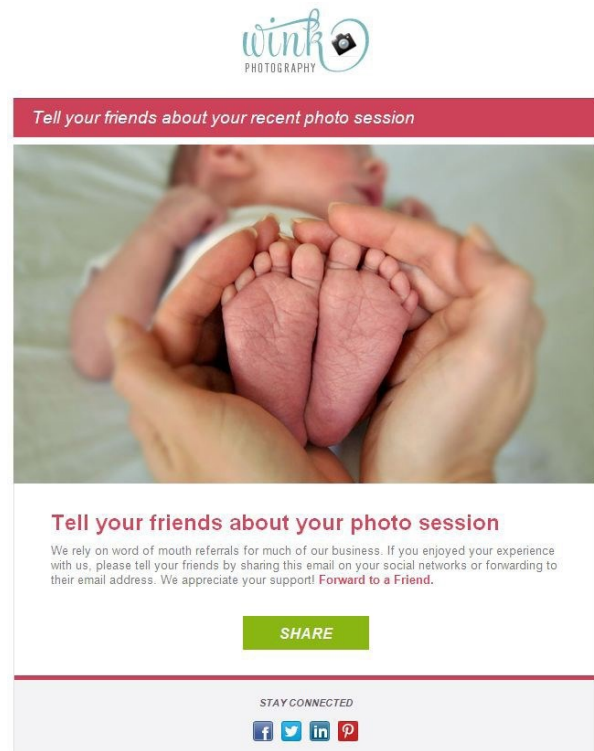 wink
PHOTOGRAPHY
Tell your friends about your recent photo session
Tell your friends about your photo session
We rely on word of mouth referrals for much of our business. If you enjoyed your experience
with us, please tell your friends by sharing this email on your social networks or forwarding to
their email address. We appreciate your support! Forward to a Friend.
SHARE
STAY CONNECTED